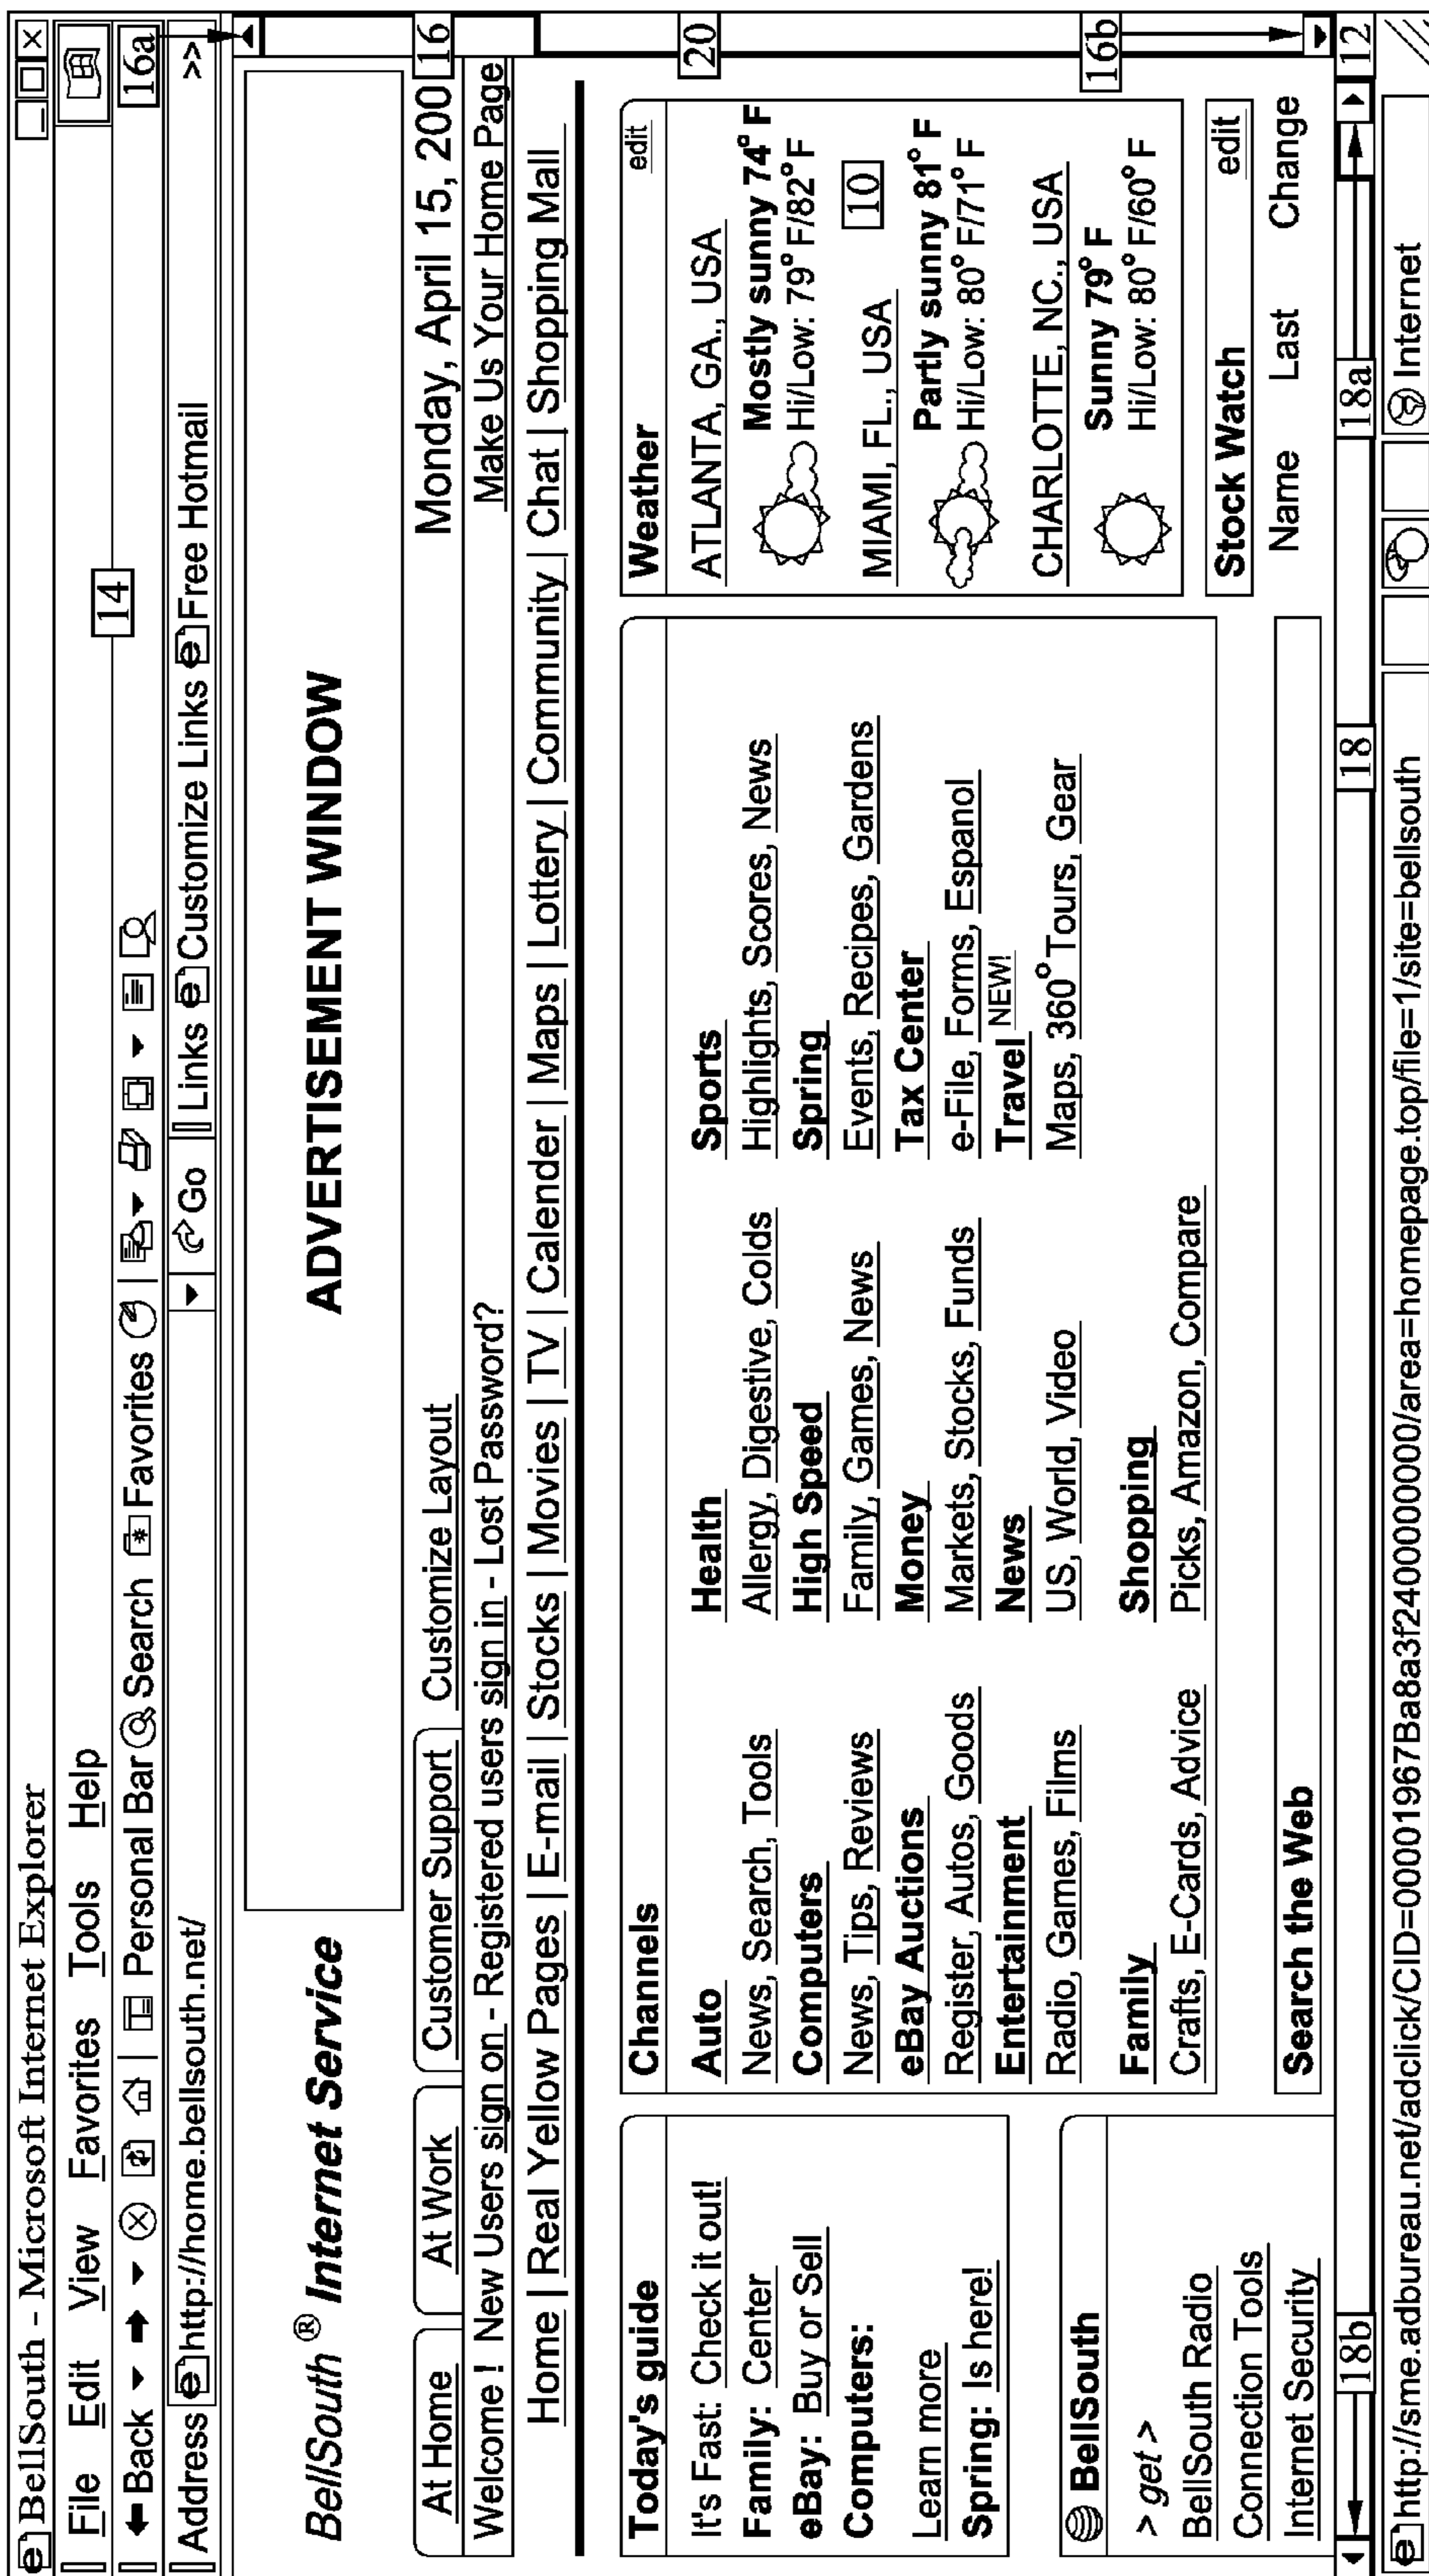 BellSouth - Microsoft Internet Explorer
File Edit View Favorites Tools Help
14
Back Personal Bar Search Favorites
16a
Address http://home.bellsouth.net/ Go Links Customize Links Free Hotmail >>
BellSouth ® Internet Service
ADVERTISEMENT WINDOW
At Home At Work Customer Support Customize Layout Monday, April 15, 200
16
Welcome ! New Users sign on - Registered users sign in - Lost Password? Make Us Your Home Page
Home | Real Yellow Pages | E-mail | Stocks | Movies | TV | Calender | Maps | Lottery | Community | Chat | Shopping Mall
20
Today's guide
It's Fast: Check it out!
Family: Center
eBay: Buy or Sell
Computers:
Learn more
Spring: Is here!
BellSouth
> get >
BellSouth Radio
Connection Tools
Internet Security
Channels
Auto
News, Search, Tools
Computers
News, Tips, Reviews
eBay Auctions
Register, Autos, Goods
Entertainment
Radio, Games, Films
Family
Crafts, E-Cards, Advice
Health
Allergy, Digestive, Colds
High Speed
Family, Games, News
Money
Markets, Stocks, Funds
News
US, World, Video
Shopping
Picks, Amazon, Compare
Sports
Highlights, Scores, News
Spring
Events, Recipes, Gardens
Tax Center
e-File, Forms, Espanol
Travel NEW!
Maps, 360° Tours, Gear
Search the Web
Weather edit
ATLANTA, GA., USA
Mostly sunny 74° F
Hi/Low: 79° F/82° F
10
MIAMI, FL., USA
Partly sunny 81° F
Hi/Low: 80° F/71° F
CHARLOTTE, NC., USA
Sunny 79° F
Hi/Low: 80° F/60° F
Stock Watch edit
Name Last Change
16b
18b 18 18a 12
http://sme.adbureau.net/adclick/CID=00001967Ba8a3f2400000000/area=homepage.top/file=1/site=bellsouth Internet